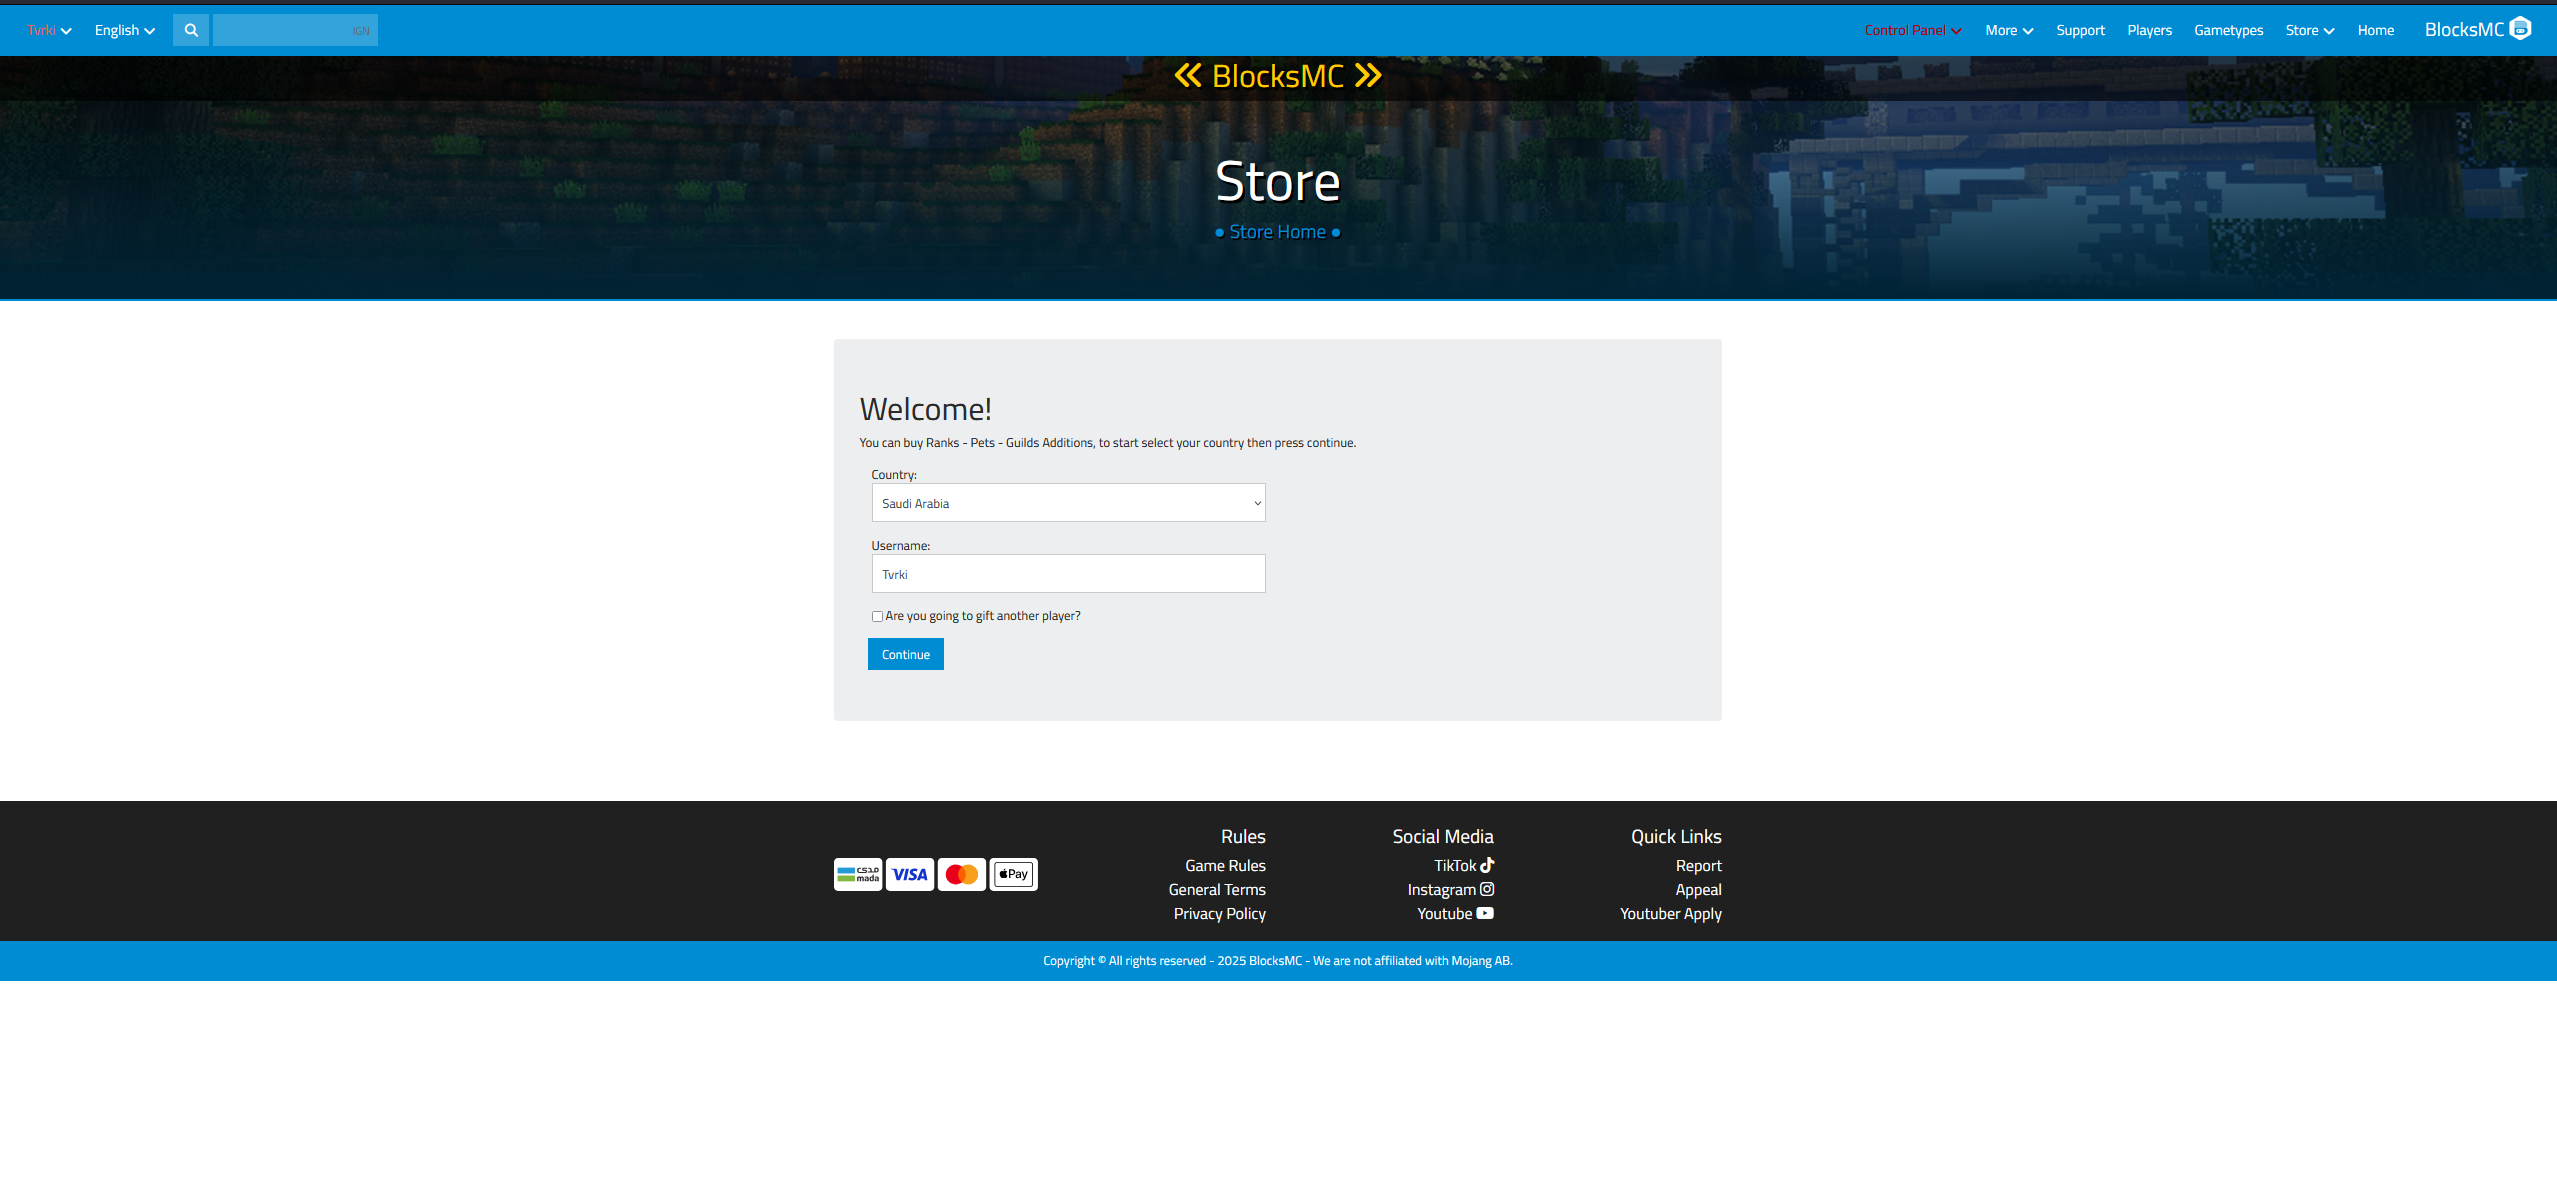 Tvrki
English
IGN
Control Panel
More
Support
Players
Gametypes
Store
Home
BlocksMC
BlocksMC
Store
• Store Home •
Welcome!
You can buy Ranks - Pets - Guilds Additions, to start select your country then press continue.
Country:
Saudi Arabia
Username:
Tvrki
Are you going to gift another player?
Continue
مدى
mada
VISA
Pay
Rules
Game Rules
General Terms
Privacy Policy
Social Media
TikTok
Instagram
Youtube
Quick Links
Report
Appeal
Youtuber Apply
Copyright © All rights reserved - 2025 BlocksMC - We are not affiliated with Mojang AB.